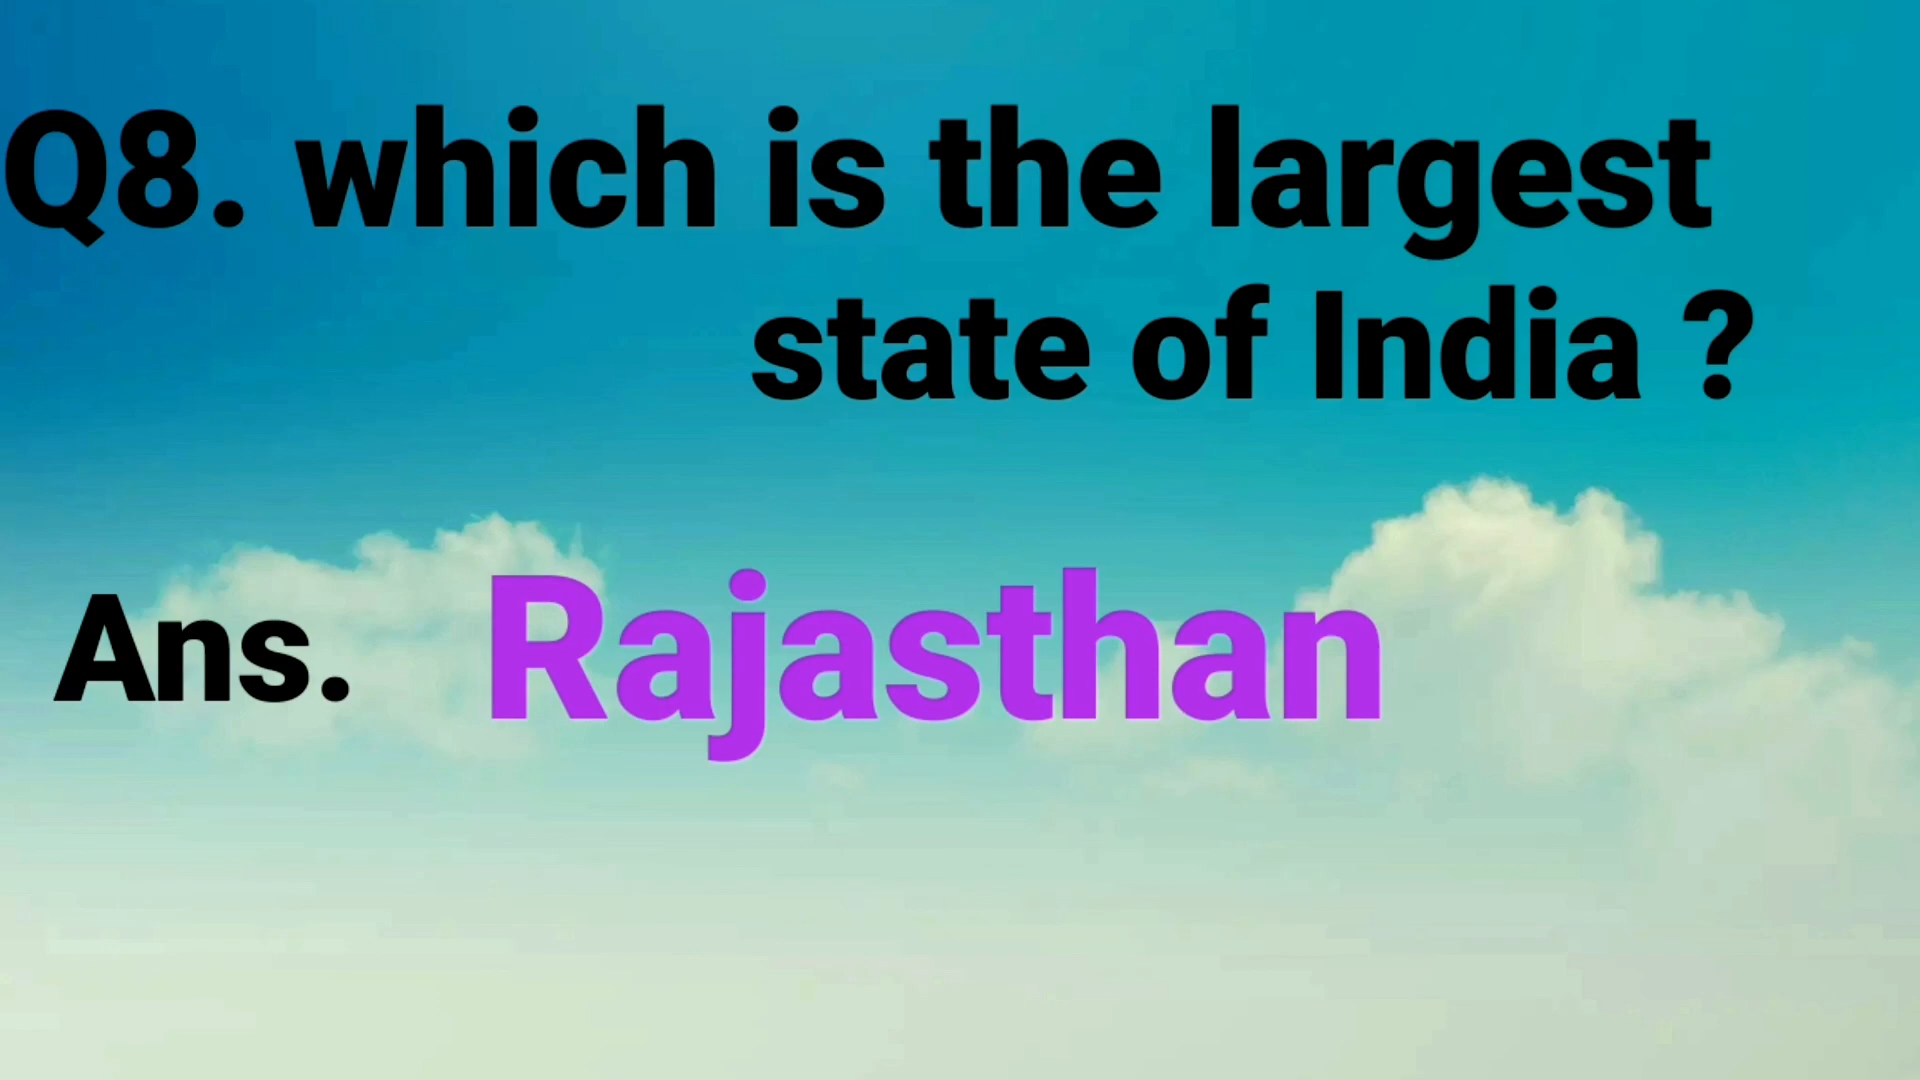 Q8. which is the largest
state of India ?
Ans. Rajasthan